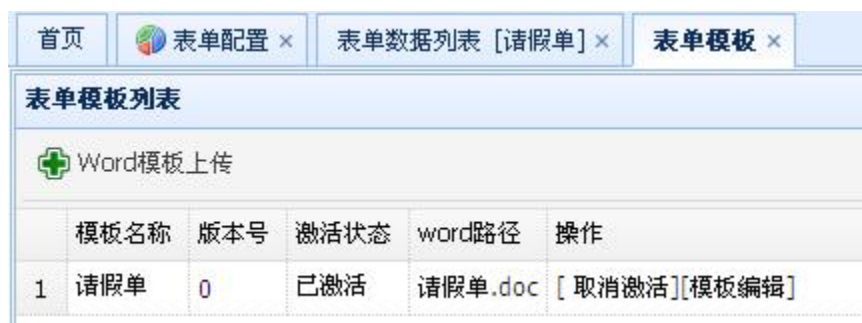 首页 表单配置 × 表单数据列表 [请假单] × 表单模板 ×
表单模板列表
Word模板上传
模板名称 版本号 激活状态 word路径 操作
1 请假单 0 已激活 请假单.doc [ 取消激活][模板编辑]